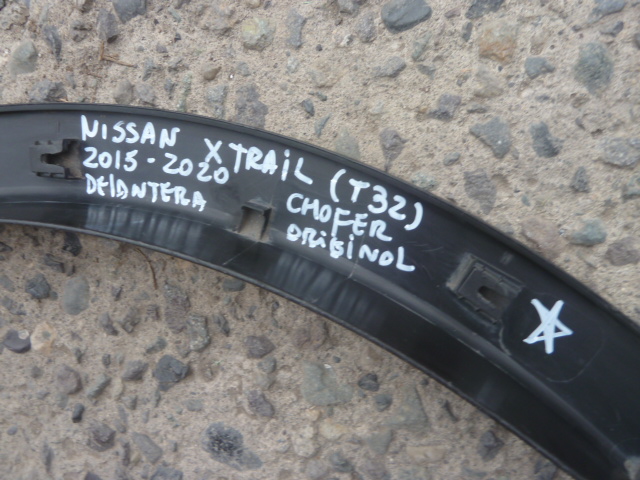 NISSAN XTRAIL (T32)
2015-2020
DELANTERA
CHOFER
ORIGINOL